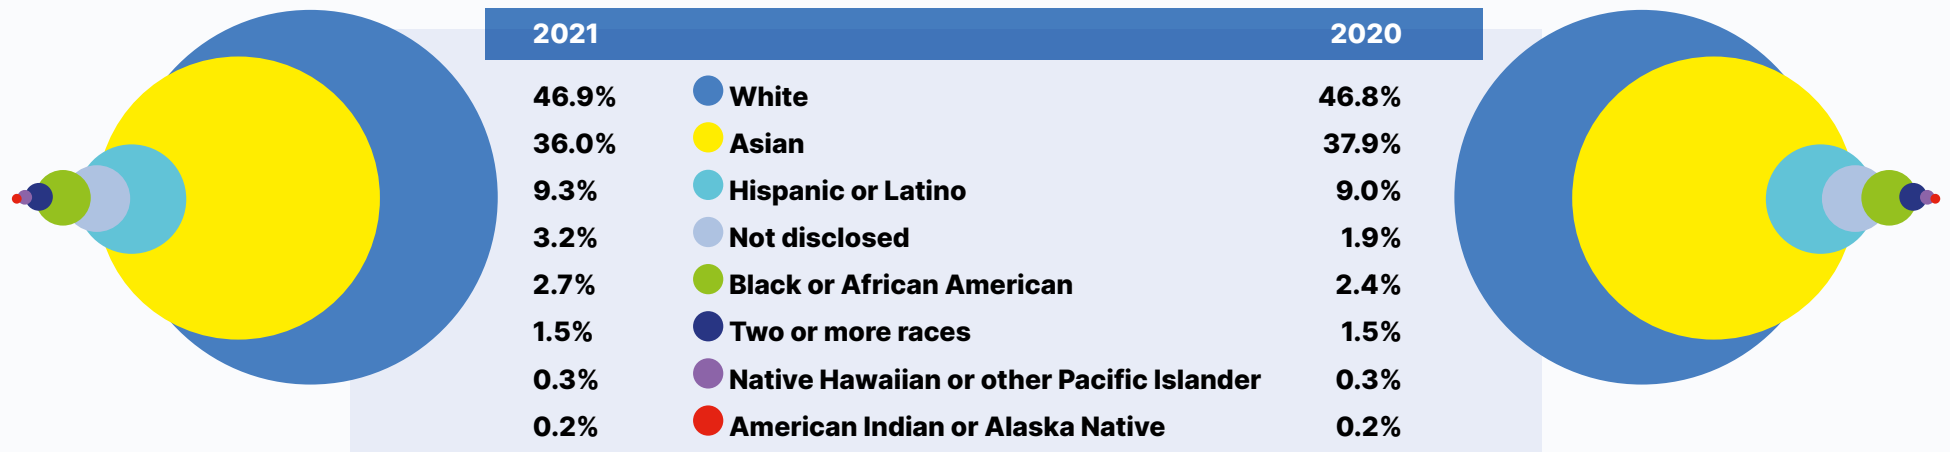 2021 2020
46.9% White 46.8%
36.0% Asian 37.9%
9.3% Hispanic or Latino 9.0%
3.2% Not disclosed 1.9%
2.7% Black or African American 2.4%
1.5% Two or more races 1.5%
0.3% Native Hawaiian or other Pacific Islander 0.3%
0.2% American Indian or Alaska Native 0.2%